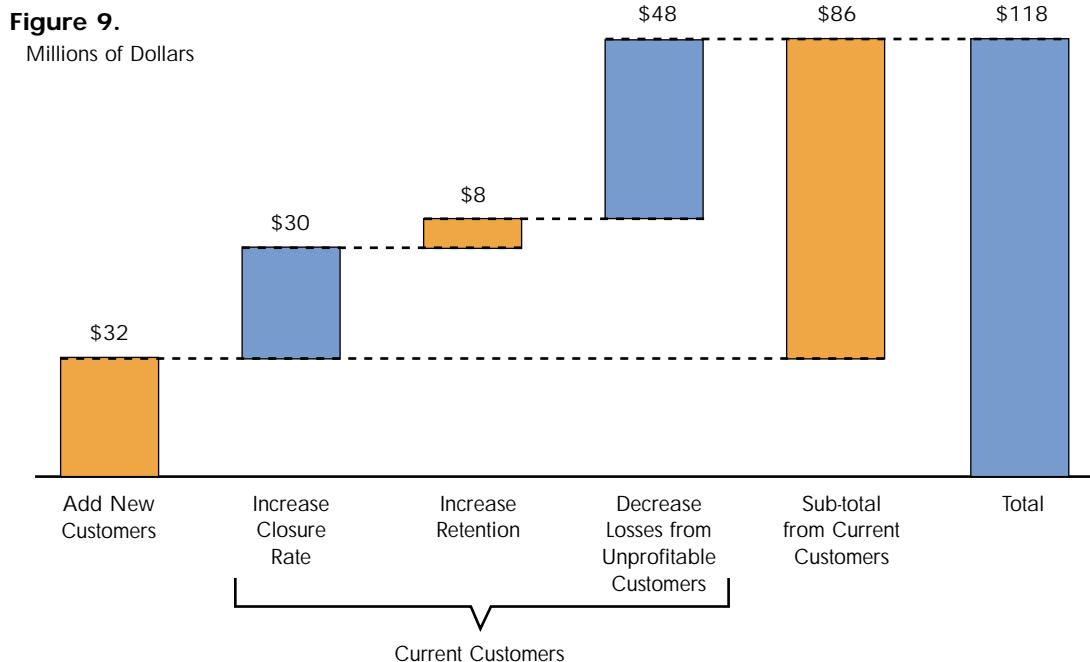 Figure 9.
Millions of Dollars
$48
$86
$118
$8
$30
$32
Add New
Customers
Increase
Closure
Rate
Increase
Retention
Decrease
Losses from
Unprofitable
Customers
Sub-total
from Current
Customers
Total
Current Customers